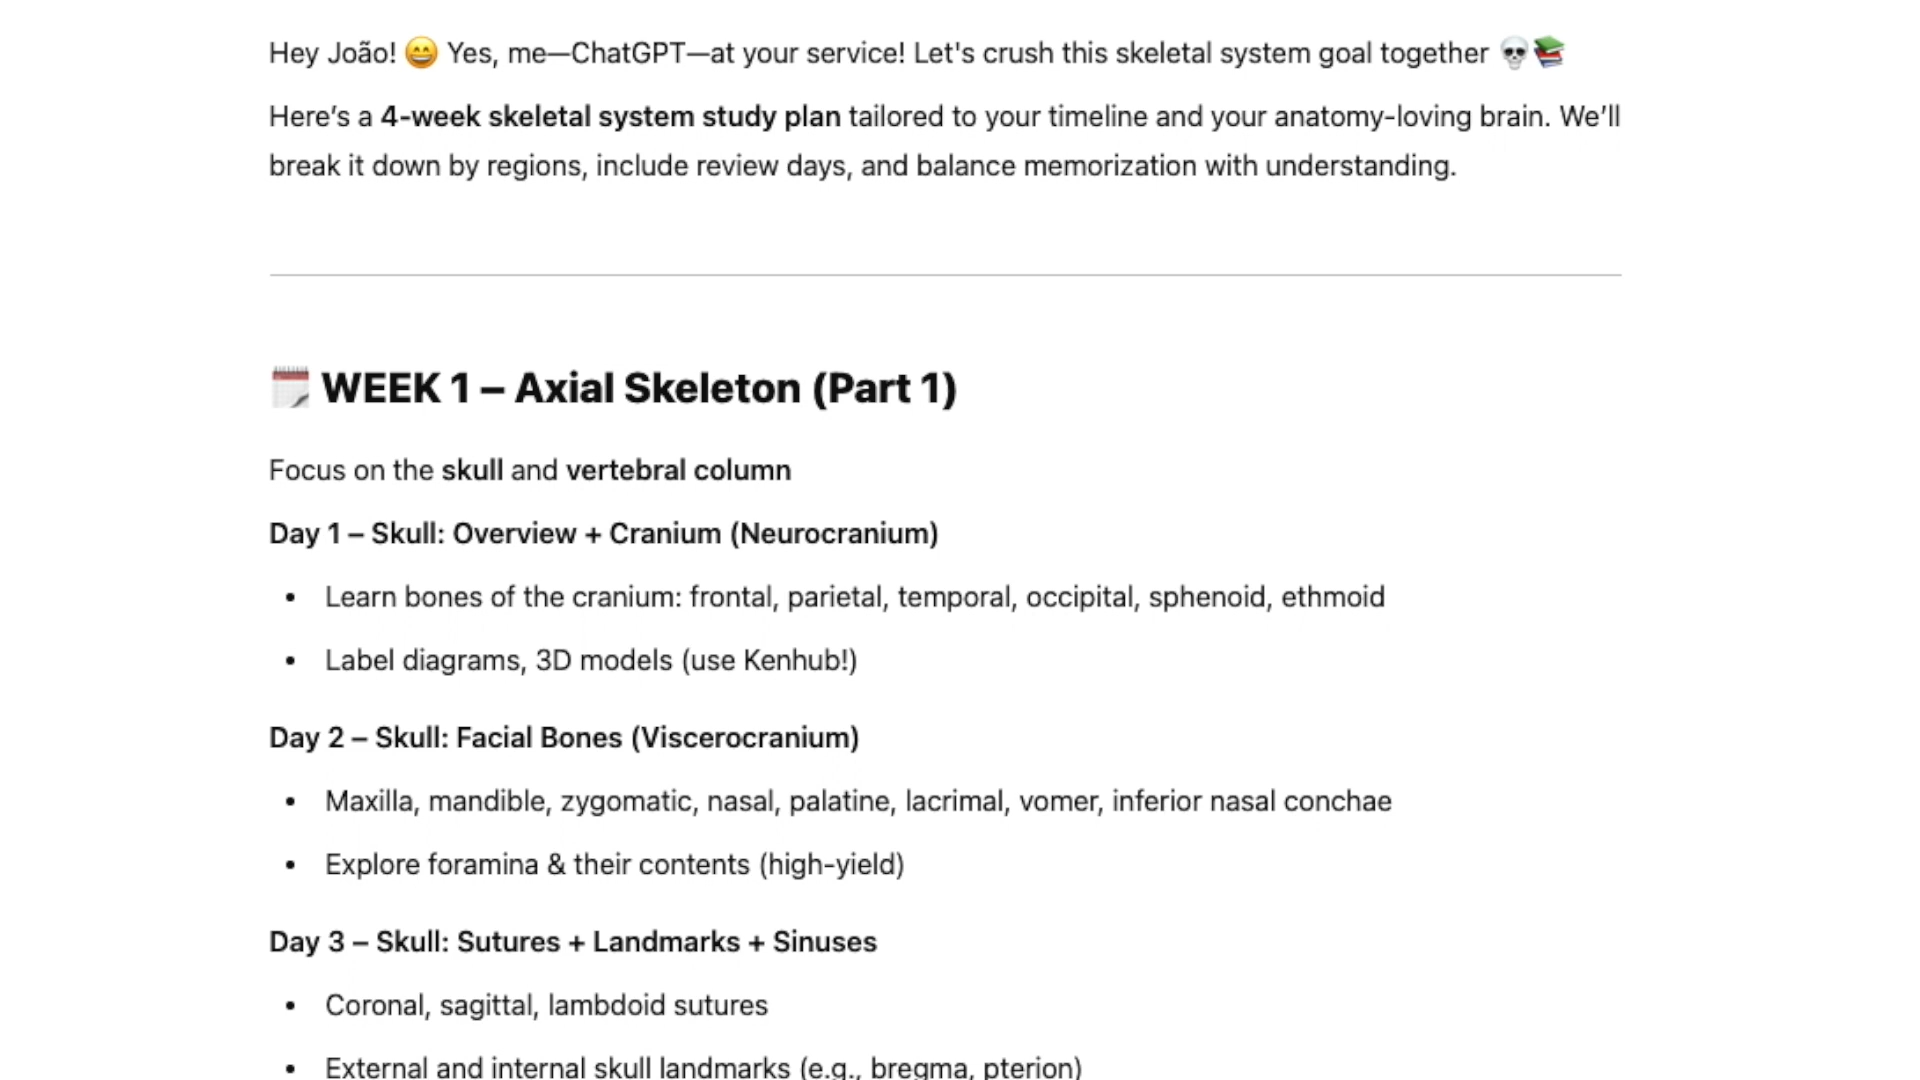 Hey João! 😄 Yes, me—ChatGPT—at your service! Let's crush this skeletal system goal together 💀📚
Here’s a 4-week skeletal system study plan tailored to your timeline and your anatomy-loving brain. We’ll
break it down by regions, include review days, and balance memorization with understanding.
🗓️ WEEK 1 – Axial Skeleton (Part 1)
Focus on the skull and vertebral column
Day 1 – Skull: Overview + Cranium (Neurocranium)
• Learn bones of the cranium: frontal, parietal, temporal, occipital, sphenoid, ethmoid
• Label diagrams, 3D models (use Kenhub!)
Day 2 – Skull: Facial Bones (Viscerocranium)
• Maxilla, mandible, zygomatic, nasal, palatine, lacrimal, vomer, inferior nasal conchae
• Explore foramina & their contents (high-yield)
Day 3 – Skull: Sutures + Landmarks + Sinuses
• Coronal, sagittal, lambdoid sutures
• External and internal skull landmarks (e.g., bregma, pterion)